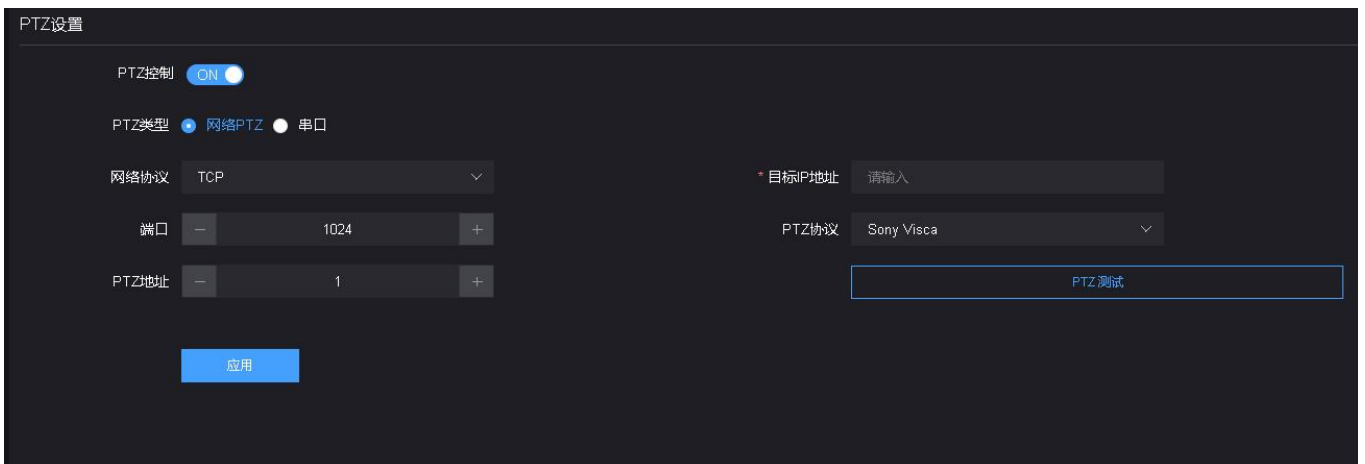 PTZ设置
PTZ控制 ON
PTZ类型 网络PTZ 串口
网络协议 TCP * 目标IP地址 请输入
端口 − 1024 + PTZ协议 Sony Visca
PTZ地址 − 1 + PTZ 测试
应用